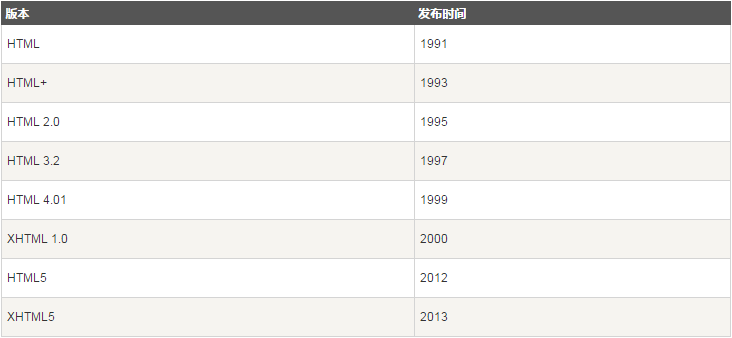 版本 发布时间
HTML 1991
HTML+ 1993
HTML 2.0 1995
HTML 3.2 1997
HTML 4.01 1999
XHTML 1.0 2000
HTML5 2012
XHTML5 2013